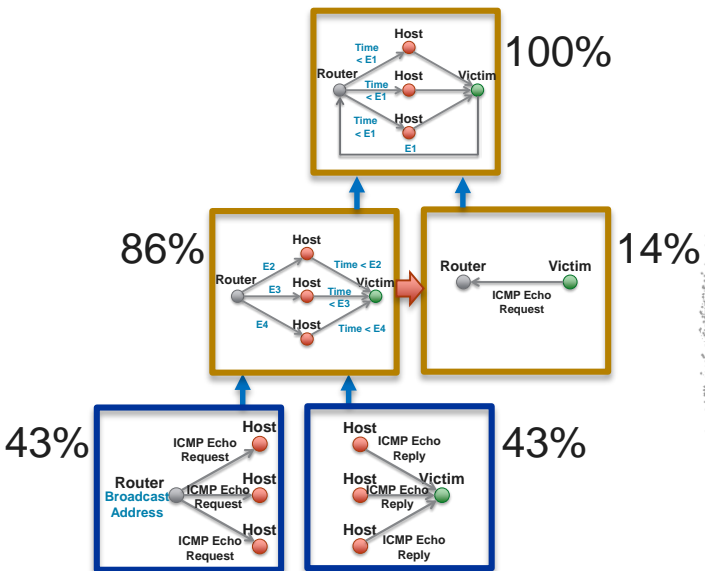 100%
Host
Time
< E1
Router
Host
Victim
Time
< E1
Host
Time
< E1
E1
86%
Host
E2
Time < E2
Router
E3
Host
Time
< E3
Victim
E4
Host
Time < E4
14%
Router
Victim
ICMP Echo
Request
43%
Host
ICMP Echo
Request
Router
Broadcast
Address
Host
ICMP Echo
Request
Host
ICMP Echo
Request
43%
Host
ICMP Echo
Reply
Victim
Host
ICMP Echo
Reply
Host
ICMP Echo
Reply